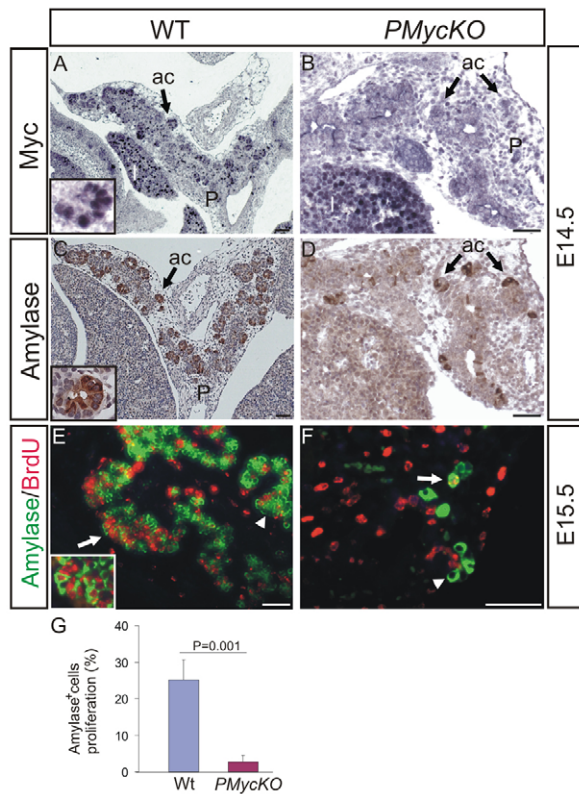 WT PMycKO
Myc
A ac P
B ac P
E14.5
Amylase
C ac P
D ac
Amylase/BrdU
E
F
E15.5
G
Amylase+cells
proliferation (%)
40
30
20
10
0
P=0.001
Wt PMycKO